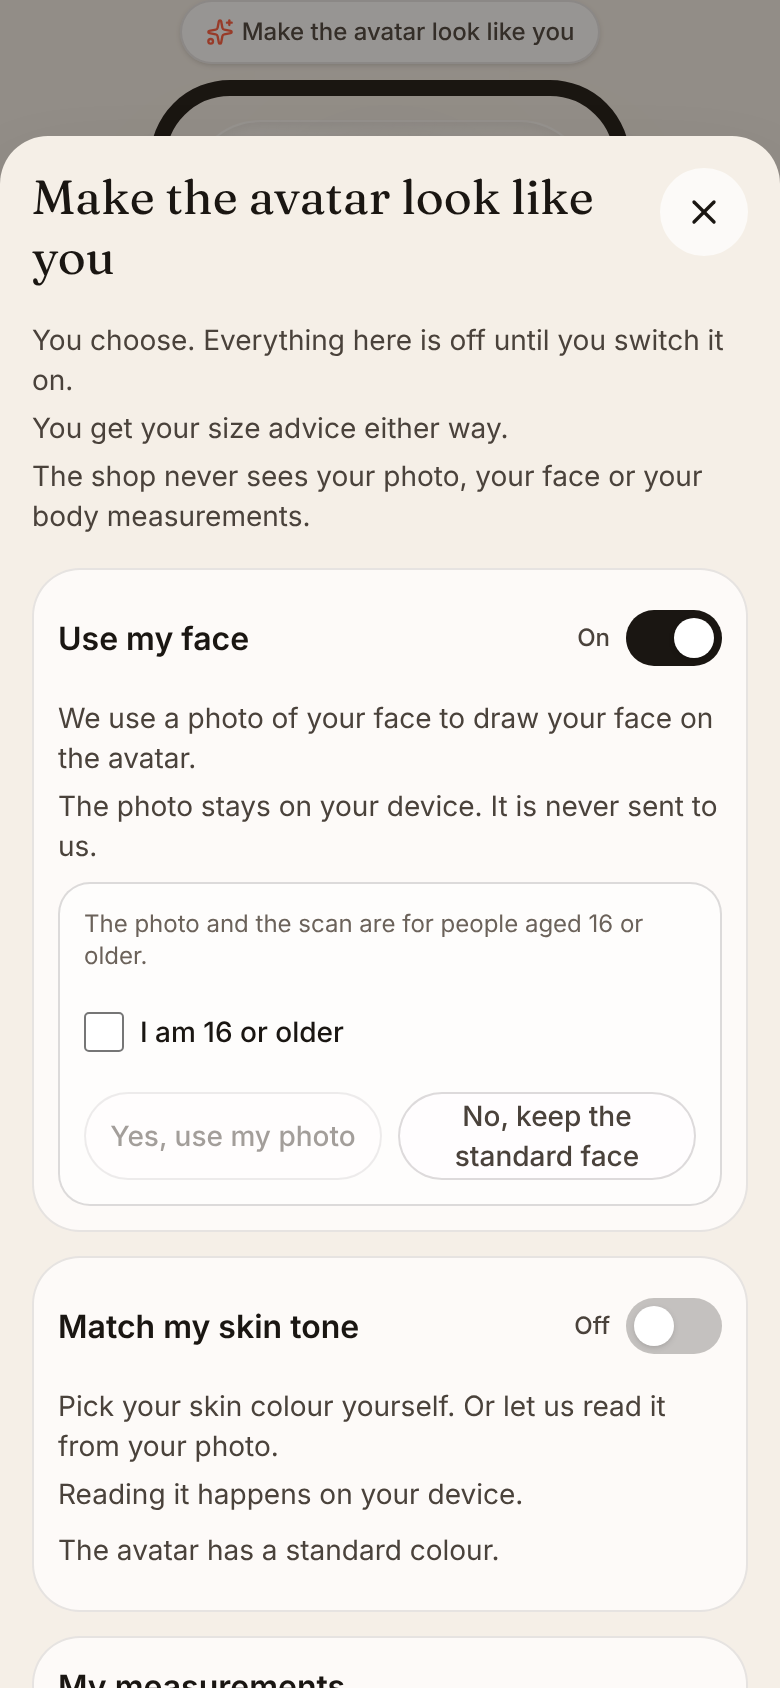 Make the avatar look like you
Make the avatar look like
you
You choose. Everything here is off until you switch it
on.
You get your size advice either way.
The shop never sees your photo, your face or your
body measurements.
Use my face
On
We use a photo of your face to draw your face on
the avatar.
The photo stays on your device. It is never sent to
us.
The photo and the scan are for people aged 16 or
older.
I am 16 or older
Yes, use my photo
No, keep the
standard face
Match my skin tone
Off
Pick your skin colour yourself. Or let us read it
from your photo.
Reading it happens on your device.
The avatar has a standard colour.
My measurements